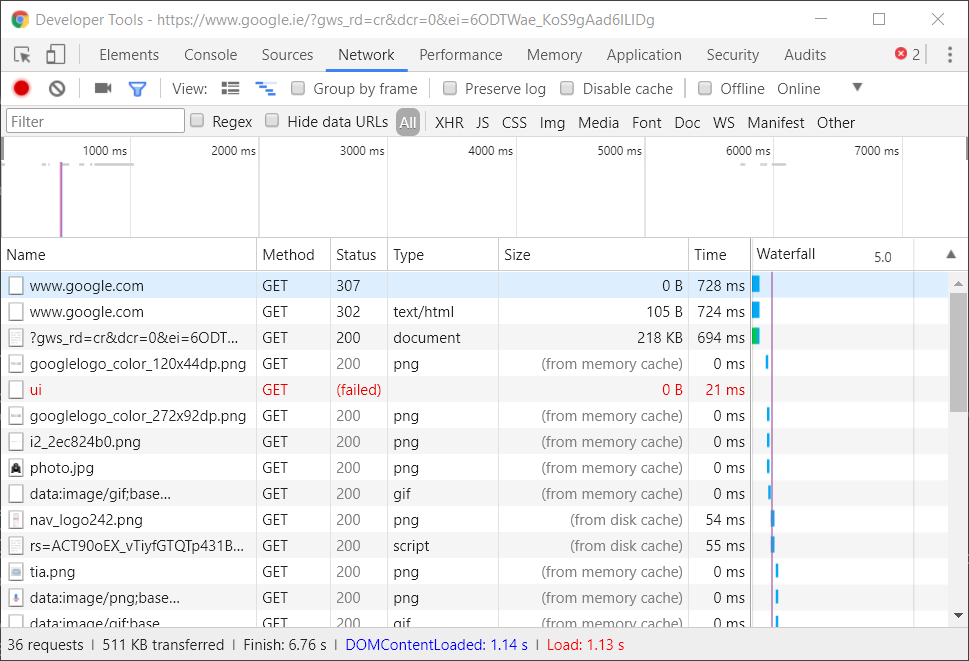 Developer Tools - https://www.google.ie/?gws_rd=cr&dcr=0&ei=6ODTWae_KoS9gAad6ILIDg
Elements Console Sources Network Performance Memory Application Security Audits 2
View: Group by frame Preserve log Disable cache Offline Online
Filter Regex Hide data URLs All XHR JS CSS Img Media Font Doc WS Manifest Other
1000 ms 2000 ms 3000 ms 4000 ms 5000 ms 6000 ms 7000 ms
Name Method Status Type Size Time Waterfall 5.0
www.google.com GET 307 0 B 728 ms
www.google.com GET 302 text/html 105 B 724 ms
?gws_rd=cr&dcr=0&ei=6ODT... GET 200 document 218 KB 694 ms
googlelogo_color_120x44dp.png GET 200 png (from memory cache) 0 ms
ui GET (failed) 0 B 21 ms
googlelogo_color_272x92dp.png GET 200 png (from memory cache) 0 ms
i2_2ec824b0.png GET 200 png (from memory cache) 0 ms
photo.jpg GET 200 png (from memory cache) 0 ms
data:image/gif;base... GET 200 gif (from memory cache) 0 ms
nav_logo242.png GET 200 png (from disk cache) 54 ms
rs=ACT90oEX_vTiyfGTQTp431B... GET 200 script (from disk cache) 55 ms
tia.png GET 200 png (from memory cache) 0 ms
data:image/png;base... GET 200 png (from memory cache) 0 ms
data:image/gif;base... GET 200 gif (from memory cache) 0 ms
36 requests | 511 KB transferred | Finish: 6.76 s | DOMContentLoaded: 1.14 s | Load: 1.13 s